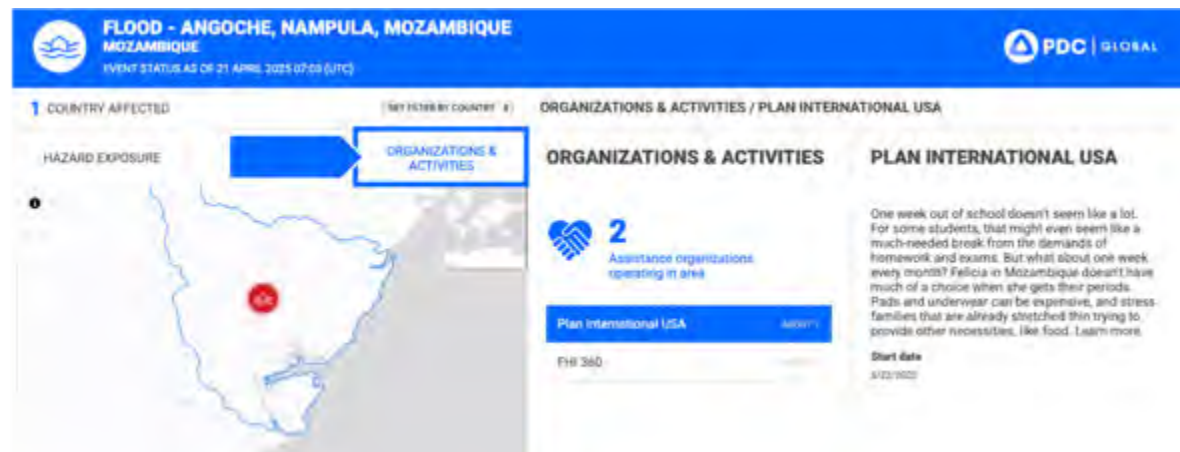 FLOOD - ANGOCHE, NAMPULA, MOZAMBIQUE
MOZAMBIQUE
EVENT STATUS AS OF 21 APRIL 2025 07:03 (UTC)
PDC | GLOBAL
1 COUNTRY AFFECTED
SET FILTER BY COUNTRY
HAZARD EXPOSURE
ORGANIZATIONS &
ACTIVITIES
ORGANIZATIONS & ACTIVITIES / PLAN INTERNATIONAL USA
ORGANIZATIONS & ACTIVITIES
2
Assistance organizations
operating in area
Plan International USA
FHI 360
PLAN INTERNATIONAL USA
One week out of school doesn't seem like a lot.
For some students, that might even seem like a
much-needed break from the demands of
homework and exams. But what about one week
every month? Felicia in Mozambique doesn't have
much of a choice when she gets their periods.
Pads and underwear can be expensive, and stress
families that are already stretched thin trying to
provide other necessities, like food. Learn more.
Start date